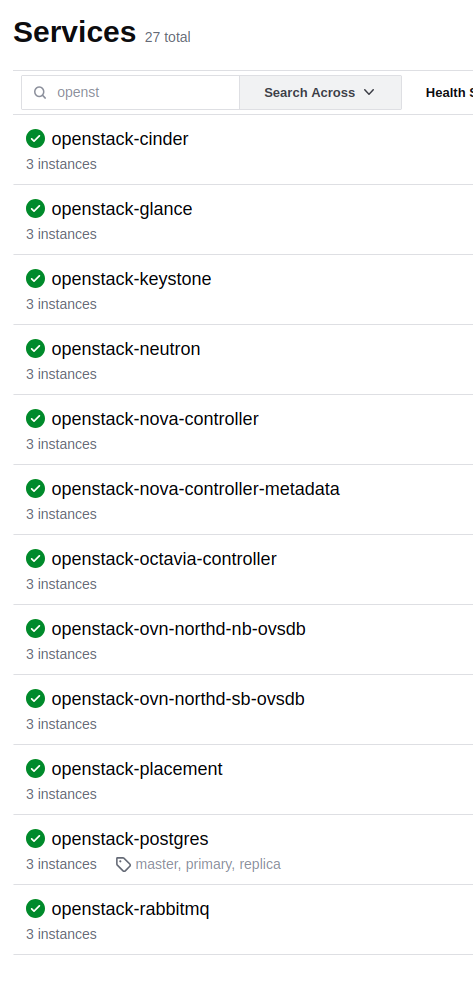 Services 27 total
openst Search Across Health S
openstack-cinder
3 instances
openstack-glance
3 instances
openstack-keystone
3 instances
openstack-neutron
3 instances
openstack-nova-controller
3 instances
openstack-nova-controller-metadata
3 instances
openstack-octavia-controller
3 instances
openstack-ovn-northd-nb-ovsdb
3 instances
openstack-ovn-northd-sb-ovsdb
3 instances
openstack-placement
3 instances
openstack-postgres
3 instances master, primary, replica
openstack-rabbitmq
3 instances